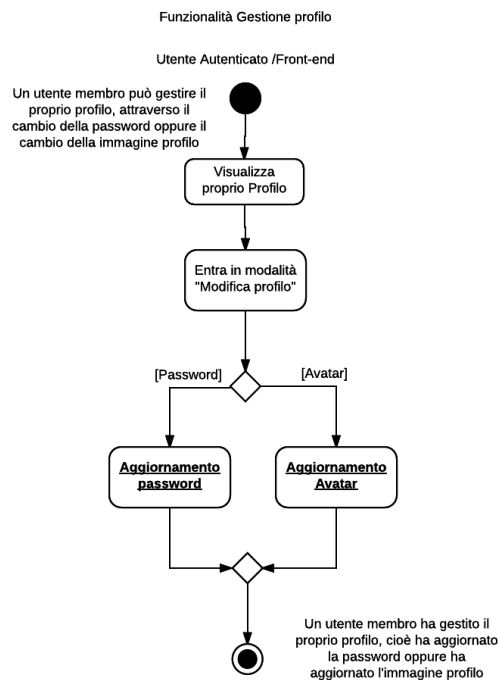 Funzionalità Gestione profilo
Utente Autenticato /Front-end
Un utente membro può gestire il
proprio profilo, attraverso il
cambio della password oppure il
cambio della immagine profilo
Visualizza
proprio Profilo
Entra in modalità
"Modifica profilo"
[Password]
[Avatar]
Aggiornamento
password
Aggiornamento
Avatar
Un utente membro ha gestito il
proprio profilo, cioè ha aggiornato
la password oppure ha
aggiornato l'immagine profilo